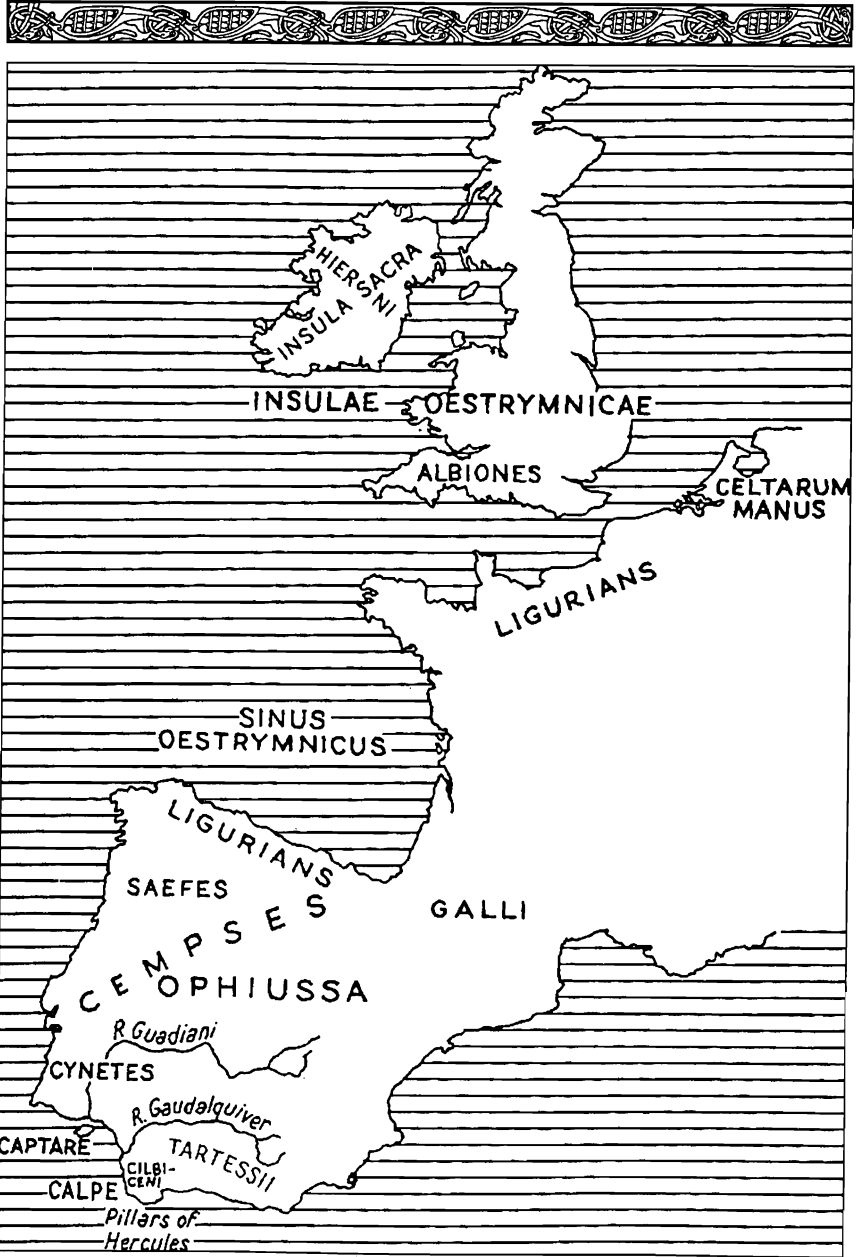 HIERNI
INSULA SACRA
INSULAE OESTRYMNICAE
ALBIONES
CELTARUM
MANUS
LIGURIANS
SINUS
OESTRYMNICUS
LIGURIANS
SAEFES
GALLI
CEMPSES
OPHIUSSA
R Guadiani
CYNETES
R. Gaudalquiver
CAPTARE
TARTESSII
CILBI-
CENI
CALPE
Pillars of
Hercules